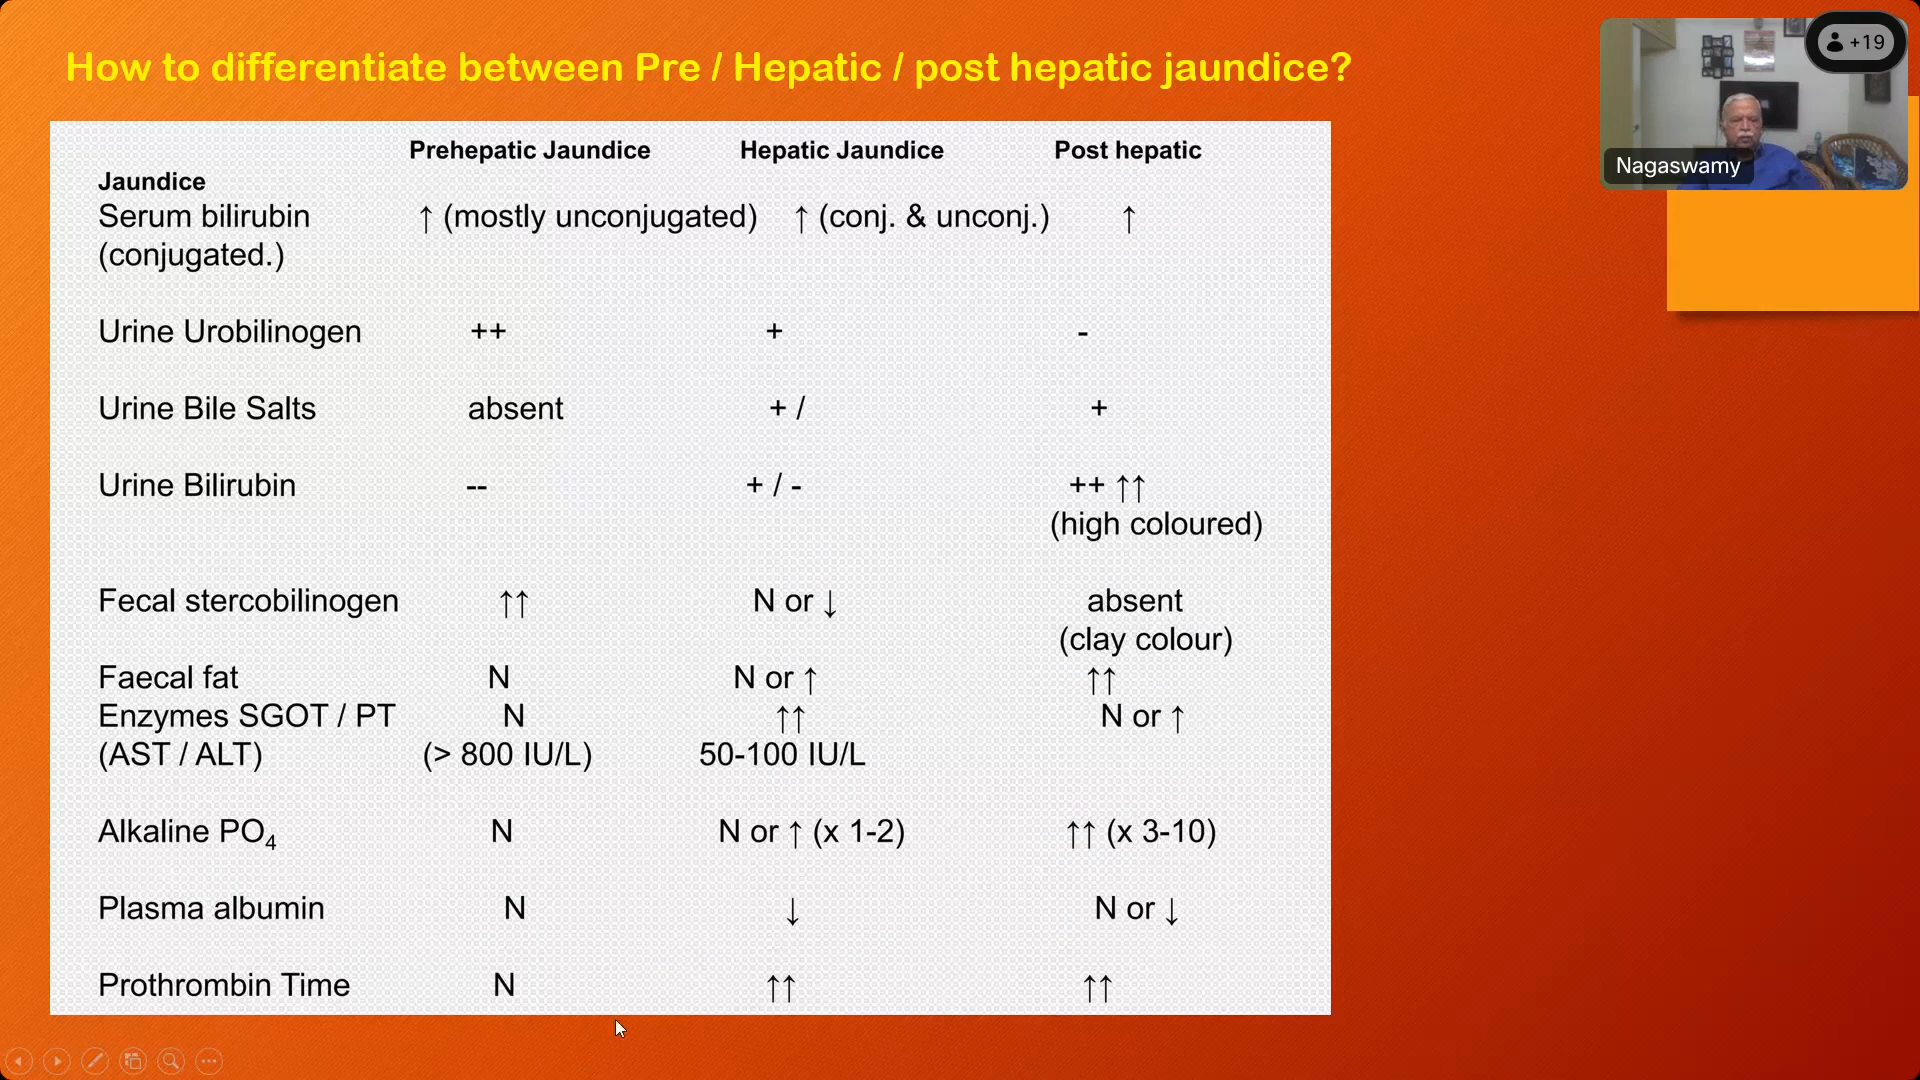 How to differentiate between Pre / Hepatic / post hepatic jaundice?
+19
Nagaswamy
Prehepatic Jaundice Hepatic Jaundice Post hepatic
Jaundice
Serum bilirubin ↑ (mostly unconjugated) ↑ (conj. & unconj.) ↑
(conjugated.)
Urine Urobilinogen ++ + -
Urine Bile Salts absent + / +
Urine Bilirubin -- + / - ++ ↑↑
(high coloured)
Fecal stercobilinogen ↑↑ N or ↓ absent
(clay colour)
Faecal fat N N or ↑ ↑↑
Enzymes SGOT / PT N ↑↑ N or ↑
(AST / ALT) (> 800 IU/L) 50-100 IU/L
Alkaline PO₄ N N or ↑ (x 1-2) ↑↑ (x 3-10)
Plasma albumin N ↓ N or ↓
Prothrombin Time N ↑↑ ↑↑